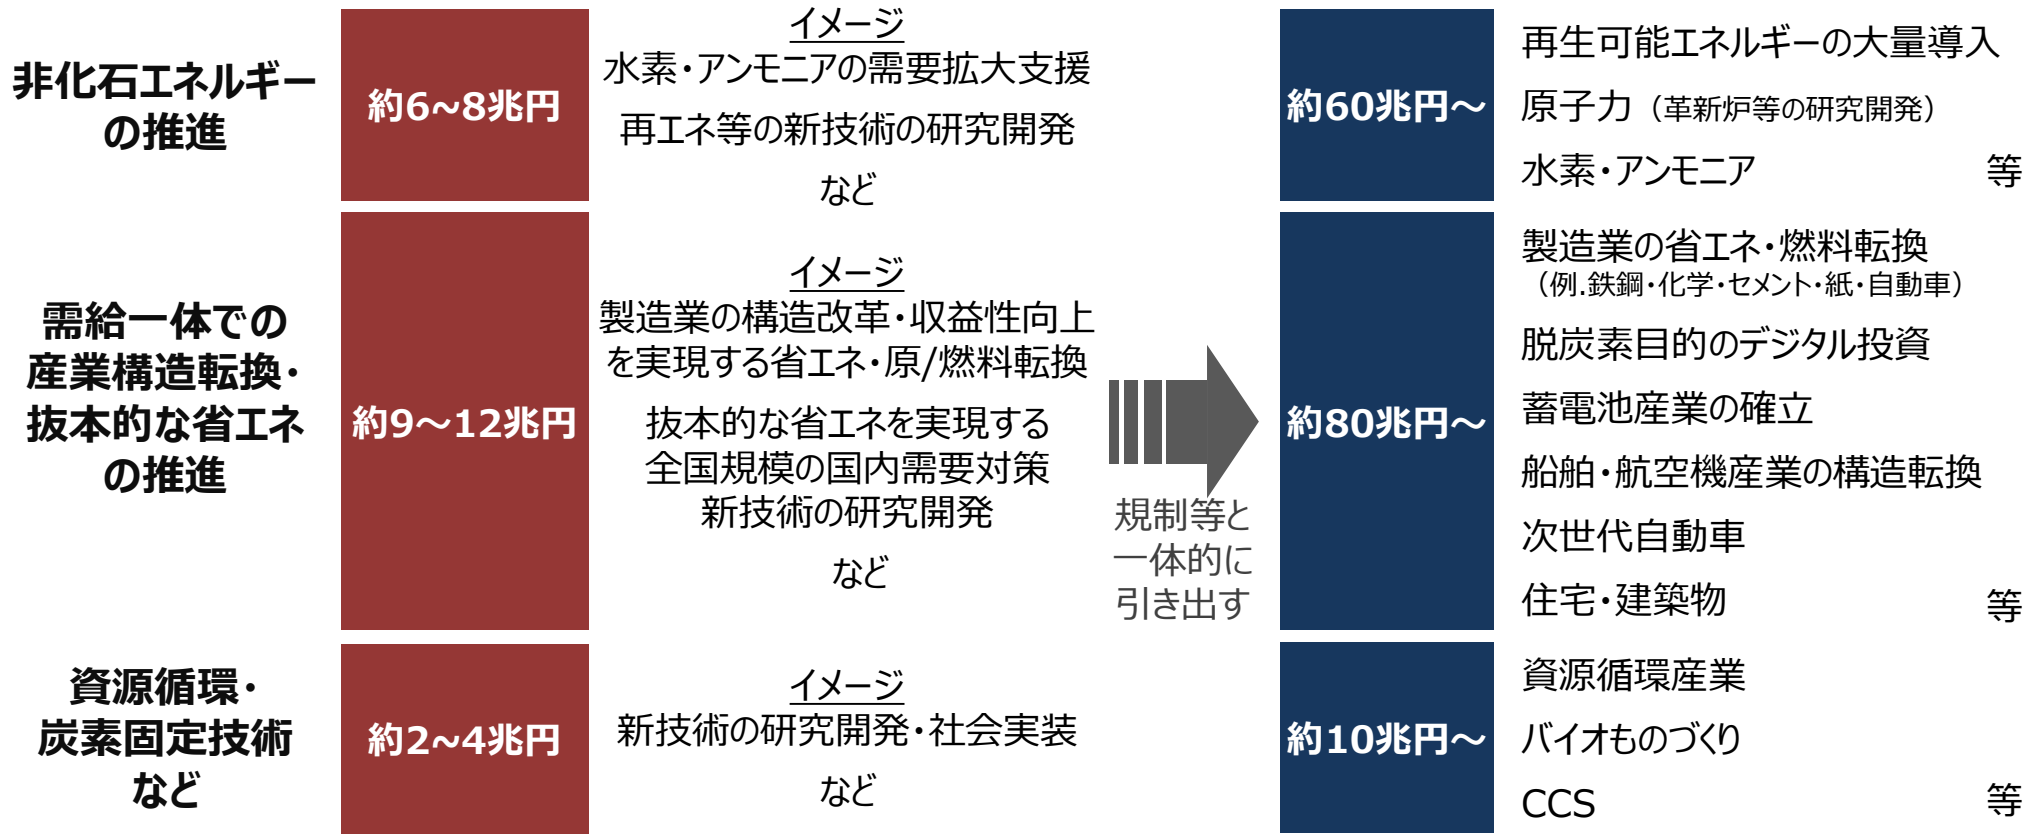 非化石エネルギー
の推進
約6~8兆円
イメージ
水素・アンモニアの需要拡大支援
再エネ等の新技術の研究開発
など
約60兆円～
再生可能エネルギーの大量導入
原子力（革新炉等の研究開発）
水素・アンモニア 等
需給一体での
産業構造転換・
抜本的な省エネ
の推進
約9～12兆円
イメージ
製造業の構造改革・収益性向上
を実現する省エネ・原/燃料転換
抜本的な省エネを実現する
全国規模の国内需要対策
新技術の研究開発
など
規制等と
一体的に
引き出す
約80兆円～
製造業の省エネ・燃料転換
（例.鉄鋼・化学・セメント・紙・自動車）
脱炭素目的のデジタル投資
蓄電池産業の確立
船舶・航空機産業の構造転換
次世代自動車
住宅・建築物 等
資源循環・
炭素固定技術
など
約2~4兆円
イメージ
新技術の研究開発・社会実装
など
約10兆円～
資源循環産業
バイオものづくり
CCS 等